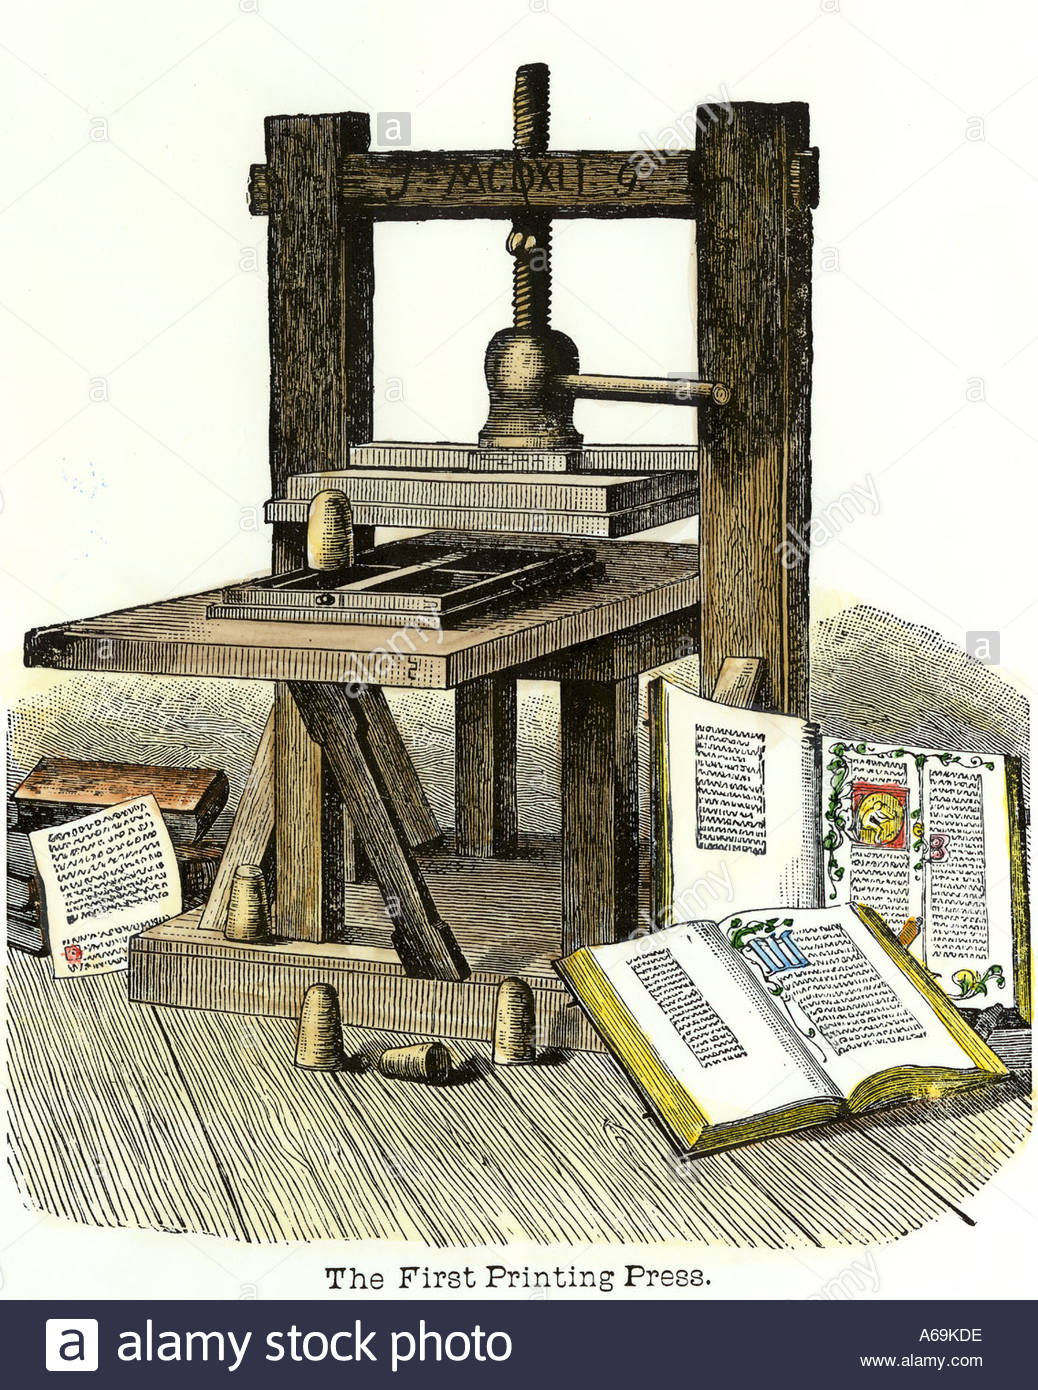 J MCDXLI G
The First Printing Press.
alamy stock photo
A69KDE
www.alamy.com